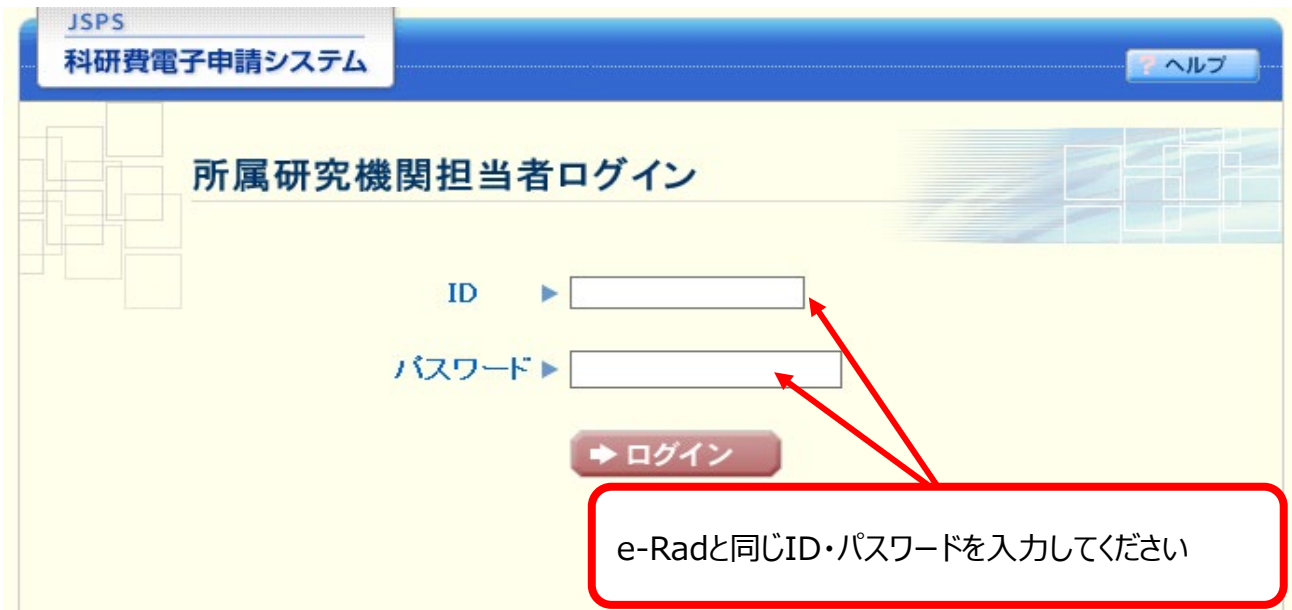 JSPS
科研費電子申請システム
? ヘルプ
所属研究機関担当者ログイン
ID
パスワード
ログイン
e-Radと同じID・パスワードを入力してください